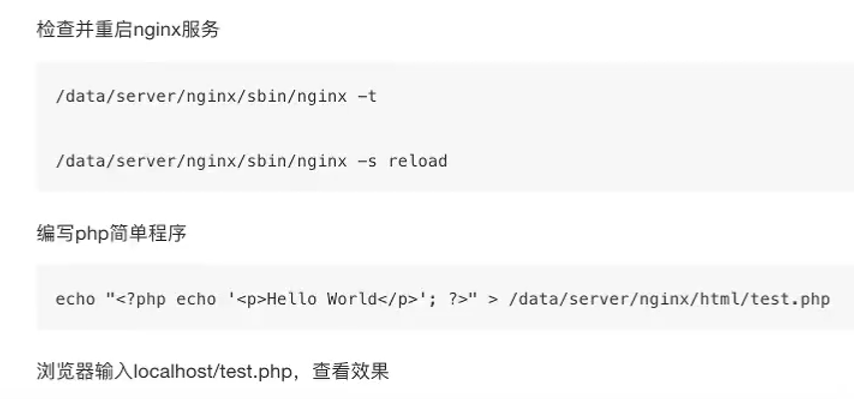 检查并重启nginx服务
/data/server/nginx/sbin/nginx -t
/data/server/nginx/sbin/nginx -s reload
编写php简单程序
echo "<?php echo '<p>Hello World</p>'; ?>" > /data/server/nginx/html/test.php
浏览器输入localhost/test.php，查看效果